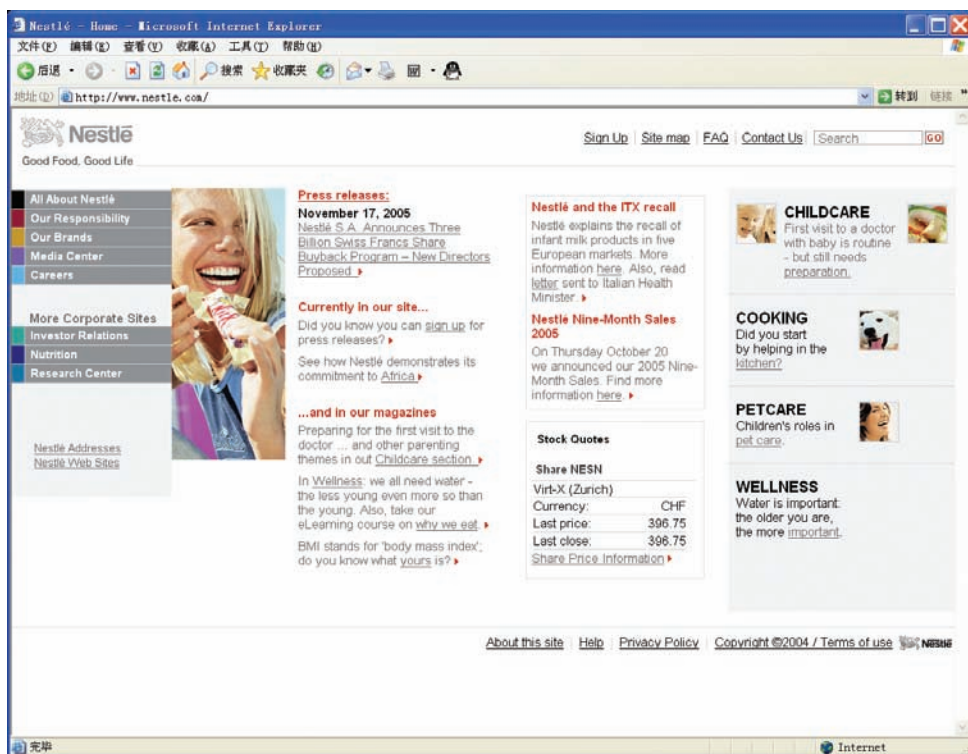 Nestlé - Home - Microsoft Internet Explorer
文件(F) 编辑(E) 查看(V) 收藏(A) 工具(T) 帮助(H)
后退 搜索 收藏夹
地址(D) http://www.nestle.com/ 转到 链接 »
Nestlé
Good Food, Good Life
Sign Up Site map FAQ Contact Us Search GO
All About Nestlé
Our Responsibility
Our Brands
Media Center
Careers
More Corporate Sites
Investor Relations
Nutrition
Research Center
Nestlé Addresses
Nestlé Web Sites
Press releases:
November 17, 2005
Nestlé S.A. Announces Three
Billion Swiss Francs Share
Buyback Program – New Directors
Proposed
Currently in our site...
Did you know you can sign up for
press releases?
See how Nestlé demonstrates its
commitment to Africa
...and in our magazines
Preparing for the first visit to the
doctor ... and other parenting
themes in out Childcare section.
In Wellness: we all need water -
the less young even more so than
the young. Also, take our
eLearning course on why we eat.
BMI stands for 'body mass index';
do you know what yours is?
Nestlé and the ITX recall
Nestlé explains the recall of
infant milk products in five
European markets. More
information here. Also, read
letter sent to Italian Health
Minister.
Nestlé Nine-Month Sales
2005
On Thursday October 20
we announced our 2005 Nine-
Month Sales. Find more
information here.
Stock Quotes
Share NESN
Virt-X (Zurich)
Currency: CHF
Last price: 396.75
Last close: 396.75
Share Price Information
CHILDCARE
First visit to a doctor
with baby is routine
- but still needs
preparation.
COOKING
Did you start
by helping in the
kitchen?
PETCARE
Children's roles in
pet care.
WELLNESS
Water is important:
the older you are,
the more important.
About this site Help Privacy Policy Copyright ©2004 / Terms of use Nestlé
完毕 Internet